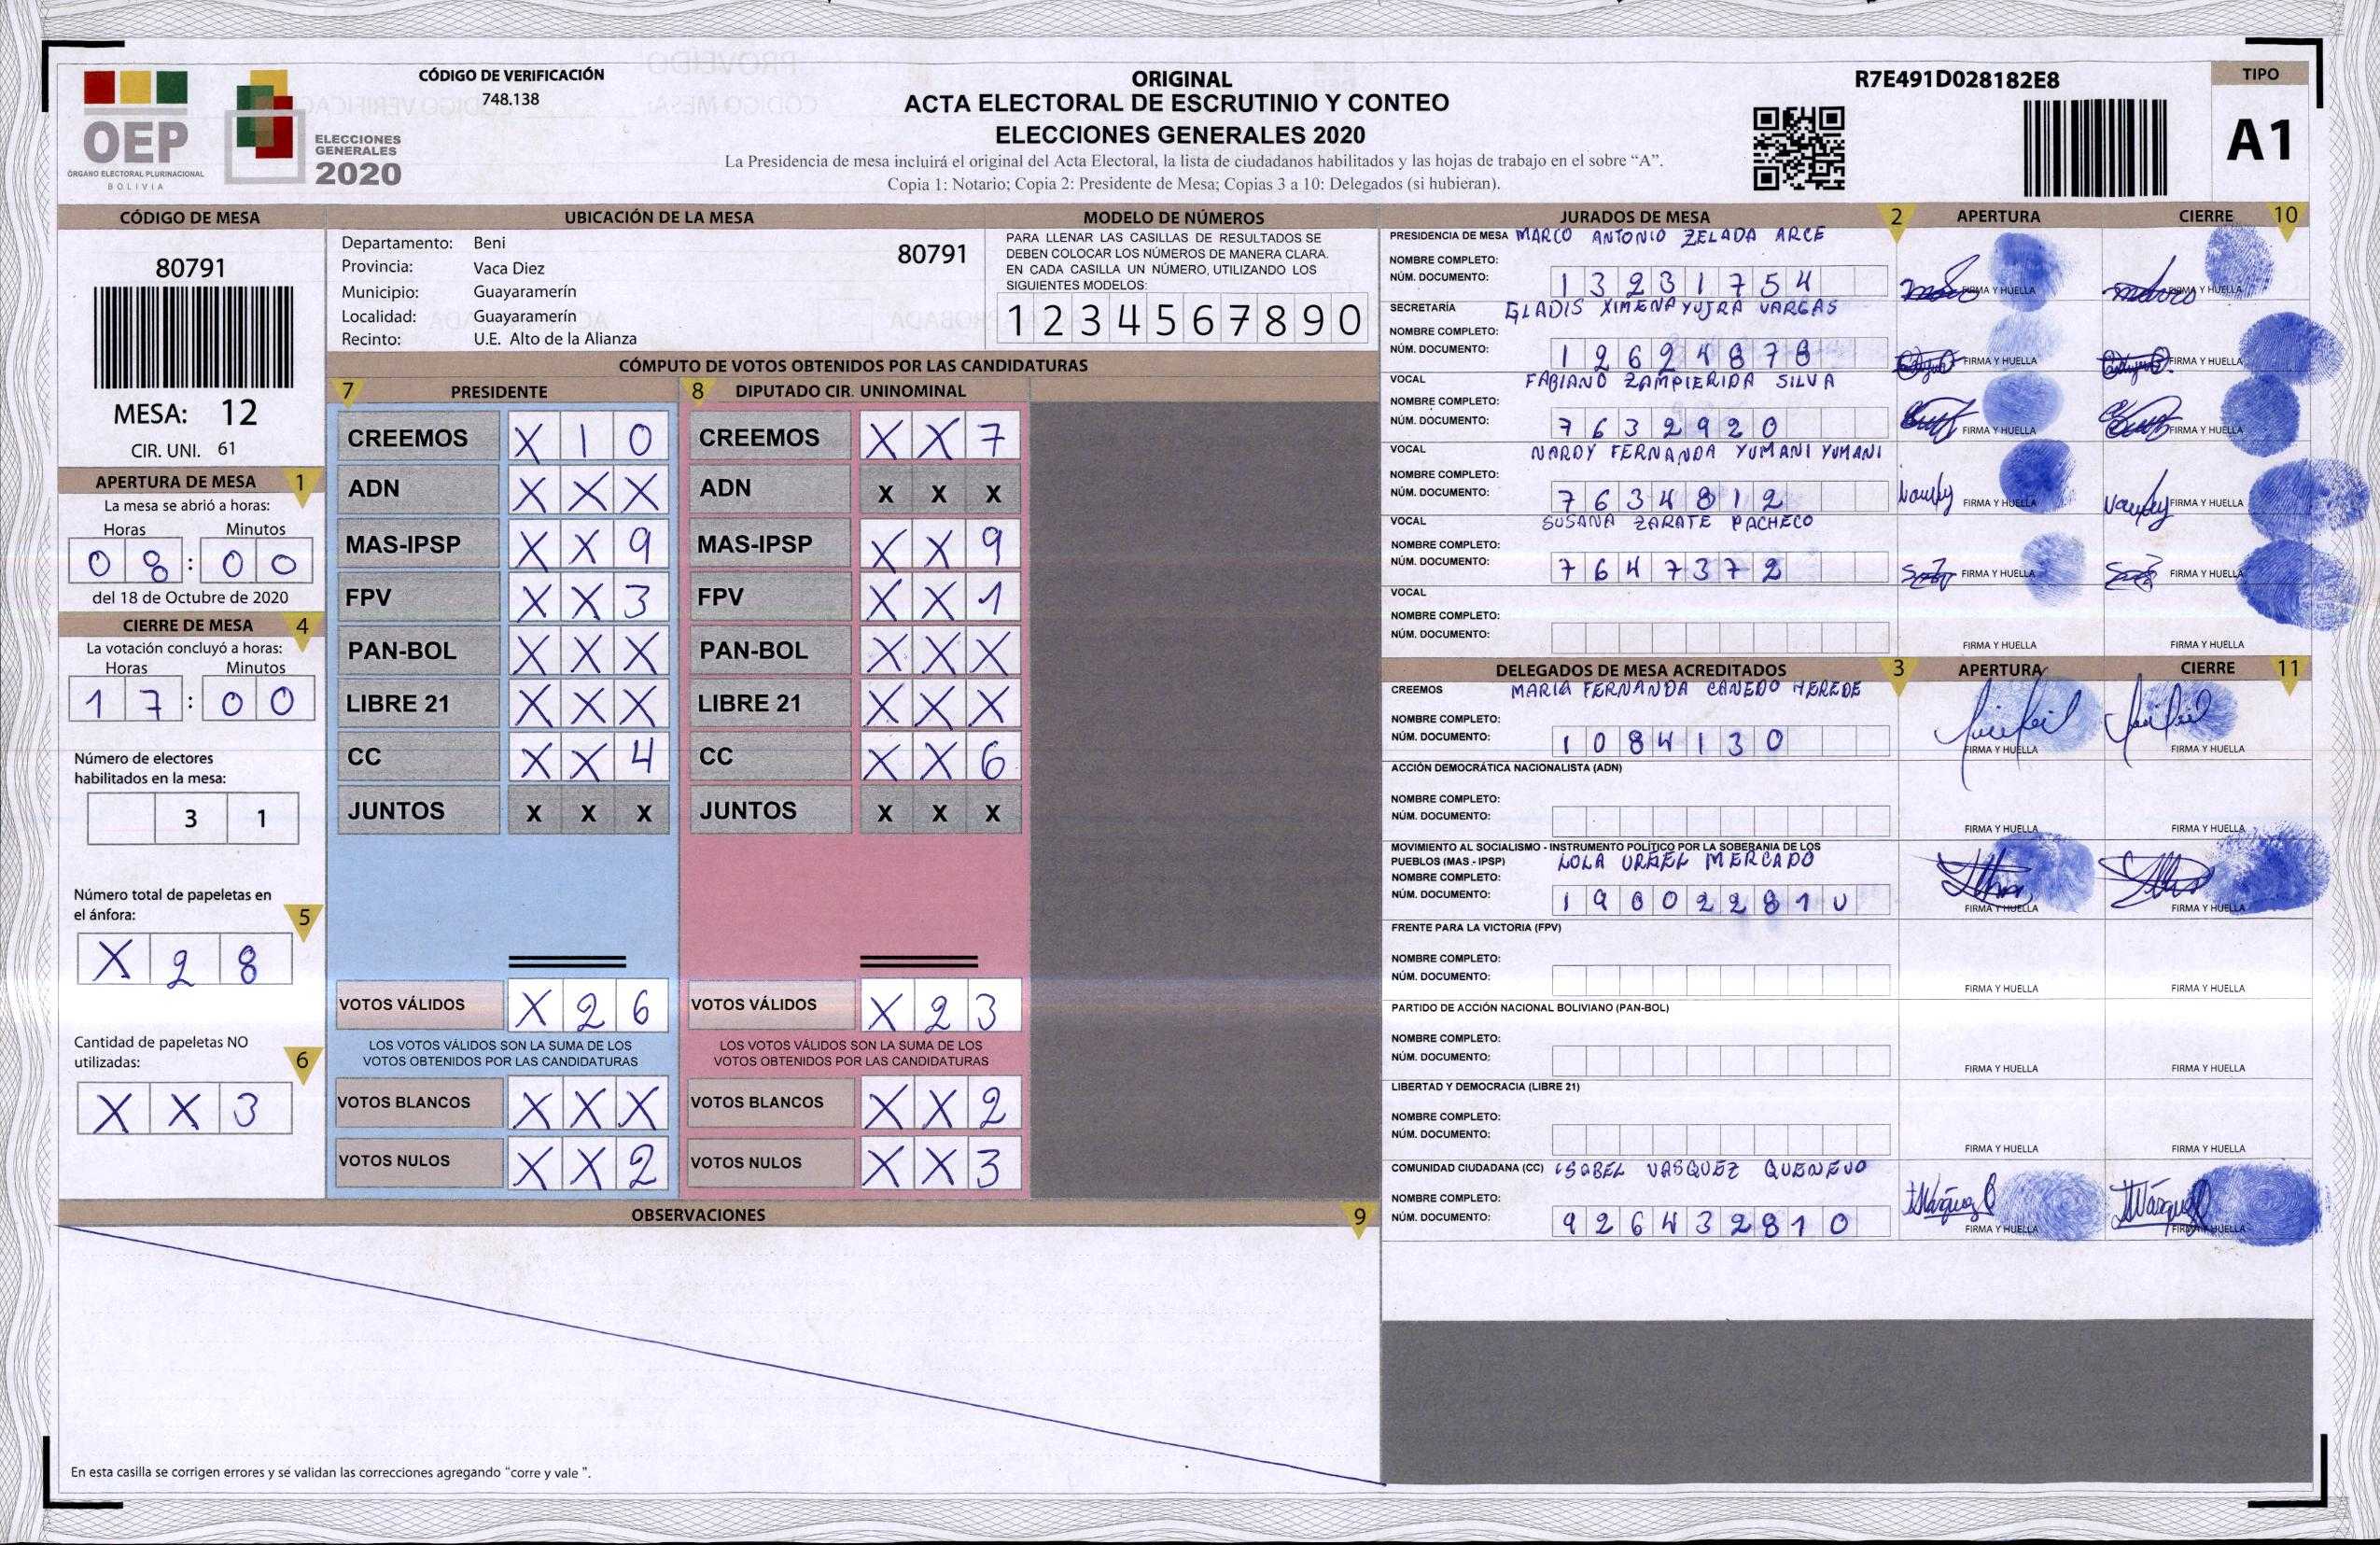 CÓDIGO DE VERIFICACIÓN
748.138
OEP
ÓRGANO ELECTORAL PLURINACIONAL
BOLIVIA
ELECCIONES
GENERALES
2020
ORIGINAL
ACTA ELECTORAL DE ESCRUTINIO Y CONTEO
ELECCIONES GENERALES 2020
La Presidencia de mesa incluirá el original del Acta Electoral, la lista de ciudadanos habilitados y las hojas de trabajo en el sobre “A”.
Copia 1: Notario; Copia 2: Presidente de Mesa; Copias 3 a 10: Delegados (si hubieran).
R7E491D028182E8
TIPO
A1
CÓDIGO DE MESA
80791
MESA: 12
CIR. UNI. 61
APERTURA DE MESA 1
La mesa se abrió a horas:
Horas Minutos
0 8 : 0 0
del 18 de Octubre de 2020
CIERRE DE MESA 4
La votación concluyó a horas:
Horas Minutos
1 7 : 0 0
Número de electores
habilitados en la mesa:
3 1
Número total de papeletas en
el ánfora: 5
X 2 8
Cantidad de papeletas NO
utilizadas: 6
X X 3
UBICACIÓN DE LA MESA
Departamento: Beni
80791
Provincia: Vaca Diez
Municipio: Guayaramerín
Localidad: Guayaramerín
Recinto: U.E. Alto de la Alianza
MODELO DE NÚMEROS
PARA LLENAR LAS CASILLAS DE RESULTADOS SE
DEBEN COLOCAR LOS NÚMEROS DE MANERA CLARA.
EN CADA CASILLA UN NÚMERO, UTILIZANDO LOS
SIGUIENTES MODELOS:
1 2 3 4 5 6 7 8 9 0
CÓMPUTO DE VOTOS OBTENIDOS POR LAS CANDIDATURAS
7 PRESIDENTE
CREEMOS X 1 0
ADN X X X
MAS-IPSP X X 9
FPV X X 3
PAN-BOL X X X
LIBRE 21 X X X
CC X X 4
JUNTOS X X X
VOTOS VÁLIDOS X 2 6
LOS VOTOS VÁLIDOS SON LA SUMA DE LOS
VOTOS OBTENIDOS POR LAS CANDIDATURAS
VOTOS BLANCOS X X X
VOTOS NULOS X X 2
8 DIPUTADO CIR. UNINOMINAL
CREEMOS X X 7
ADN X X X
MAS-IPSP X X 9
FPV X X 1
PAN-BOL X X X
LIBRE 21 X X X
CC X X 6
JUNTOS X X X
VOTOS VÁLIDOS X 2 3
LOS VOTOS VÁLIDOS SON LA SUMA DE LOS
VOTOS OBTENIDOS POR LAS CANDIDATURAS
VOTOS BLANCOS X X 2
VOTOS NULOS X X 3
OBSERVACIONES 9
En esta casilla se corrigen errores y se validan las correcciones agregando “corre y vale ”.
JURADOS DE MESA 2 APERTURA CIERRE 10
PRESIDENCIA DE MESA MARCO ANTONIO ZELADA ARCE
NOMBRE COMPLETO:
NÚM. DOCUMENTO: 1 3 2 3 1 7 5 4
FIRMA Y HUELLA FIRMA Y HUELLA
SECRETARÍA GLADIS XIMENA YUJRA VARGAS
NOMBRE COMPLETO:
NÚM. DOCUMENTO: 1 2 6 2 4 8 7 8
FIRMA Y HUELLA FIRMA Y HUELLA
VOCAL FABIANO ZAMPIERIDA SILVA
NOMBRE COMPLETO:
NÚM. DOCUMENTO: 7 6 3 2 9 2 0
FIRMA Y HUELLA FIRMA Y HUELLA
VOCAL NARDY FERNANDA YUMANI YUMANI
NOMBRE COMPLETO:
NÚM. DOCUMENTO: 7 6 3 4 8 1 2
FIRMA Y HUELLA FIRMA Y HUELLA
VOCAL SUSANA ZARATE PACHECO
NOMBRE COMPLETO:
NÚM. DOCUMENTO: 7 6 4 7 3 7 2
FIRMA Y HUELLA FIRMA Y HUELLA
VOCAL
NOMBRE COMPLETO:
NÚM. DOCUMENTO:
FIRMA Y HUELLA FIRMA Y HUELLA
DELEGADOS DE MESA ACREDITADOS 3 APERTURA CIERRE 11
CREEMOS MARIA FERNANDA CANEDO HEREDE
NOMBRE COMPLETO:
NÚM. DOCUMENTO: 1 0 8 4 1 3 0
FIRMA Y HUELLA FIRMA Y HUELLA
ACCIÓN DEMOCRÁTICA NACIONALISTA (ADN)
NOMBRE COMPLETO:
NÚM. DOCUMENTO:
FIRMA Y HUELLA FIRMA Y HUELLA
MOVIMIENTO AL SOCIALISMO - INSTRUMENTO POLÍTICO POR LA SOBERANIA DE LOS
PUEBLOS (MAS - IPSP) LOLA MERCADO
NOMBRE COMPLETO:
NÚM. DOCUMENTO:
FIRMA Y HUELLA FIRMA Y HUELLA
FRENTE PARA LA VICTORIA (FPV)
NOMBRE COMPLETO:
NÚM. DOCUMENTO:
FIRMA Y HUELLA FIRMA Y HUELLA
PARTIDO DE ACCIÓN NACIONAL BOLIVIANO (PAN-BOL)
NOMBRE COMPLETO:
NÚM. DOCUMENTO:
FIRMA Y HUELLA FIRMA Y HUELLA
LIBERTAD Y DEMOCRACIA (LIBRE 21)
NOMBRE COMPLETO:
NÚM. DOCUMENTO:
FIRMA Y HUELLA FIRMA Y HUELLA
COMUNIDAD CIUDADANA (CC) ISABEL VASQUEZ QUENEVO
NOMBRE COMPLETO:
NÚM. DOCUMENTO: 9 2 6 4 3 2 8 1 0
FIRMA Y HUELLA FIRMA Y HUELLA